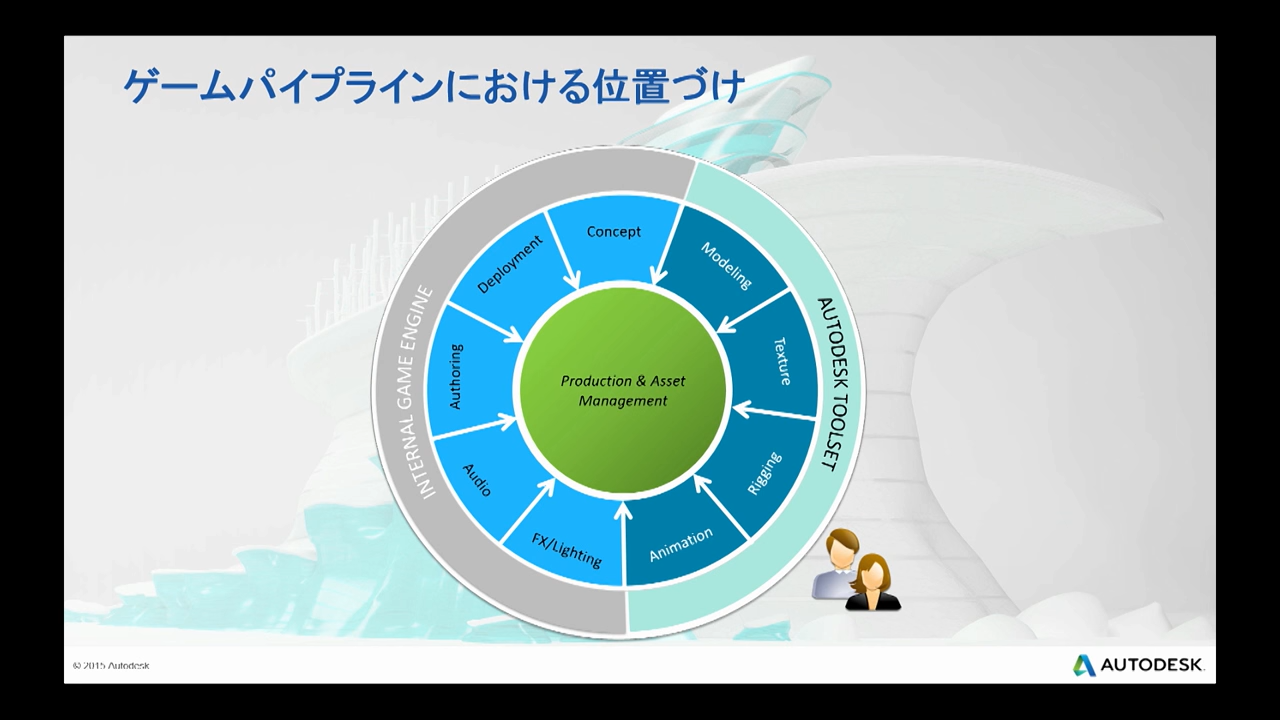 ゲームパイプラインにおける位置づけ
Concept
Modeling
Texture
Rigging
Animation
FX/Lighting
Audio
Authoring
Deployment
INTERNAL GAME ENGINE
AUTODESK TOOLSET
Production & Asset
Management
© 2015 Autodesk
AUTODESK.